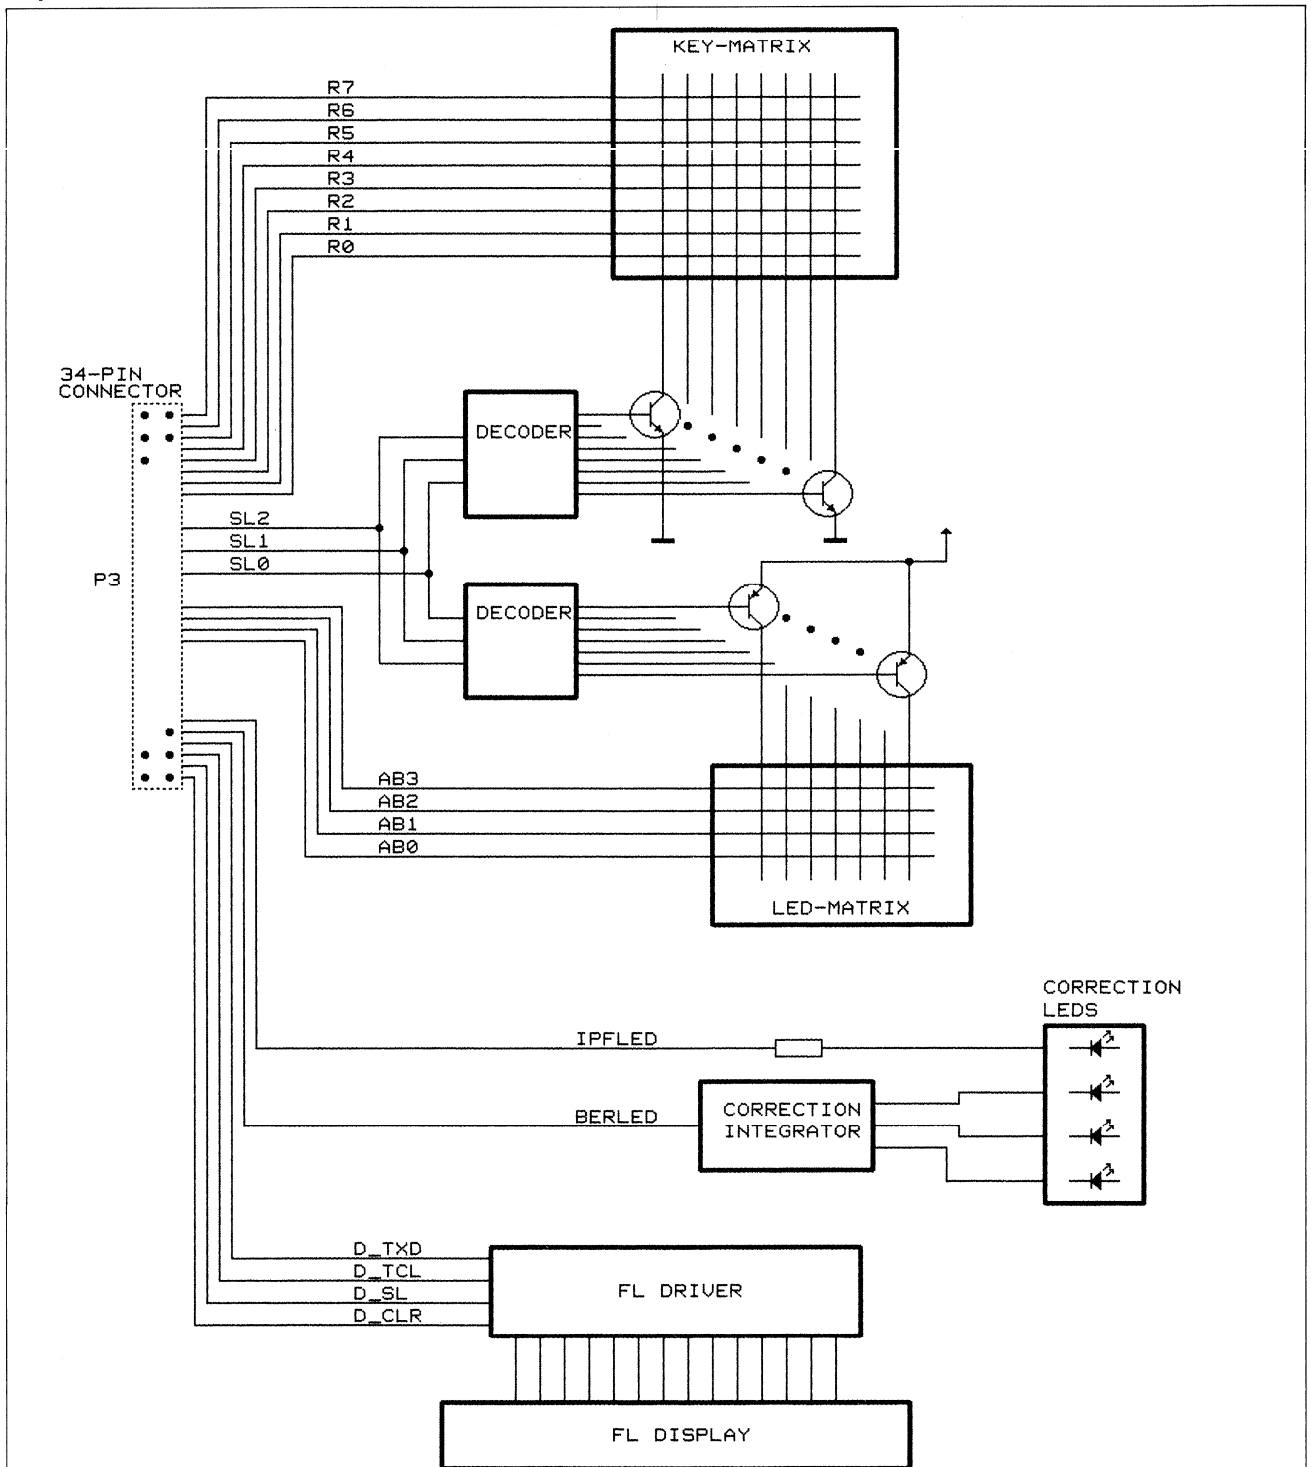 KEY-MATRIX
R7
R6
R5
R4
R3
R2
R1
R0
34-PIN
CONNECTOR
DECODER
SL2
SL1
SL0
P3
DECODER
AB3
AB2
AB1
AB0
LED-MATRIX
CORRECTION
LEDS
IPFLED
BERLED
CORRECTION
INTEGRATOR
D_TXD
D_TCL
D_SL
D_CLR
FL DRIVER
FL DISPLAY